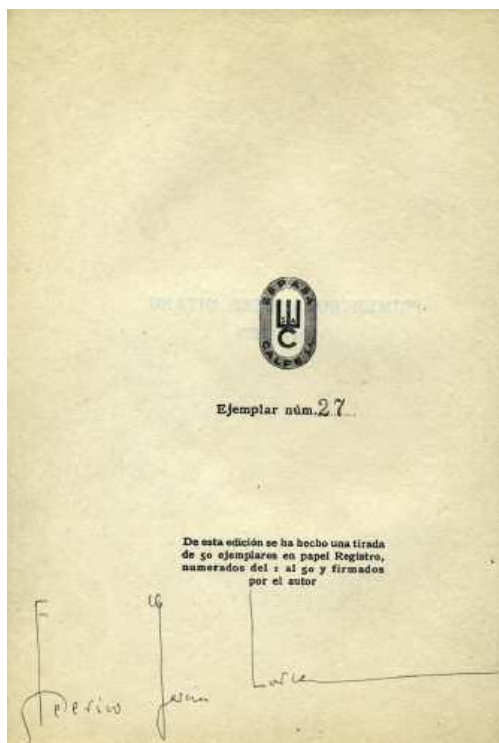 ESPASA
CALPE S.A.
Ejemplar núm. 27
De esta edición se ha hecho una tirada
de 50 ejemplares en papel Registro,
numerados del 1 al 50 y firmados
por el autor
Federico García Lorca